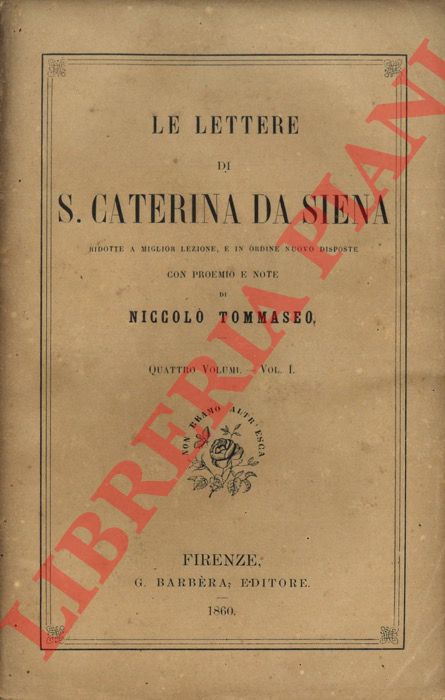 LE LETTERE
DI
S. CATERINA DA SIENA
RIDOTTE A MIGLIOR LEZIONE, E IN ORDINE NUOVO DISPOSTE
CON PROEMIO E NOTE
DI
NICCOLÒ TOMMASEO.
QUATTRO VOLUMI. — VOL. I.
NON BRAMO ALTR'ESCA
FIRENZE,
G. BARBÈRA, EDITORE.
1860.
LIBRERIA PIANI